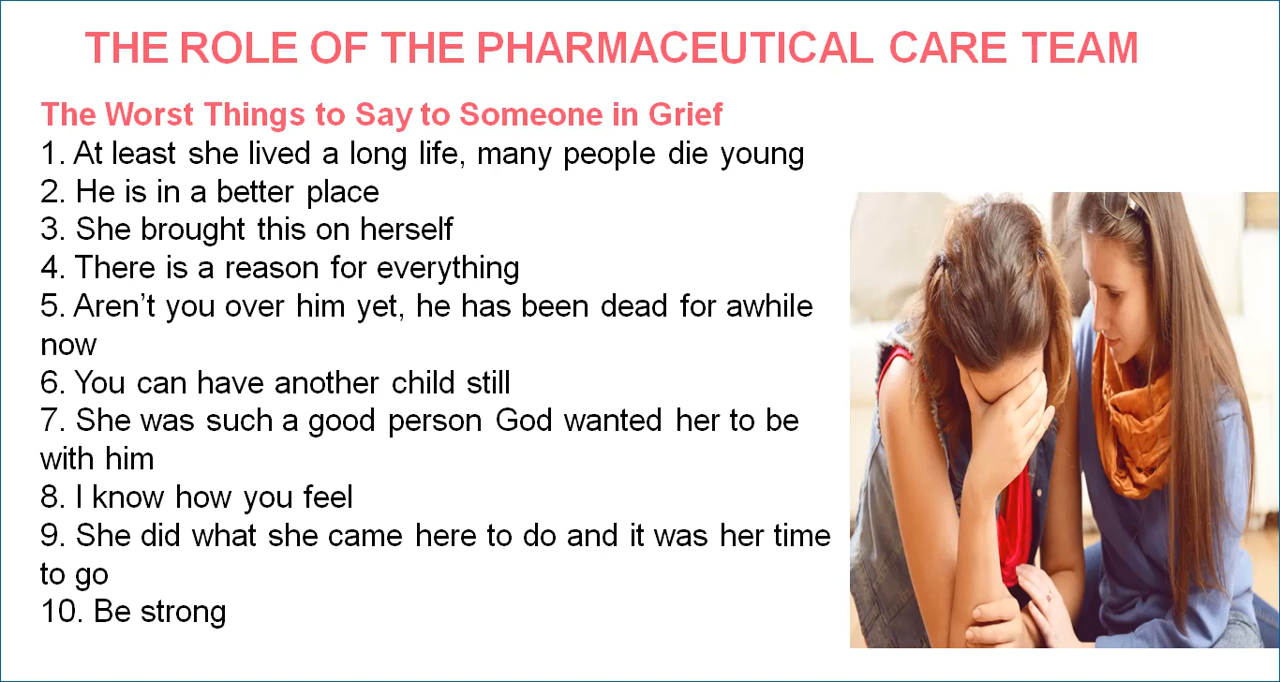 THE ROLE OF THE PHARMACEUTICAL CARE TEAM
The Worst Things to Say to Someone in Grief
1. At least she lived a long life, many people die young
2. He is in a better place
3. She brought this on herself
4. There is a reason for everything
5. Aren’t you over him yet, he has been dead for awhile
now
6. You can have another child still
7. She was such a good person God wanted her to be
with him
8. I know how you feel
9. She did what she came here to do and it was her time
to go
10. Be strong